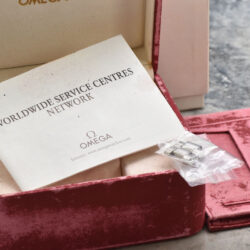 OMEGA
WORLDWIDE SERVICE CENTRES
NETWORK
Ω
OMEGA